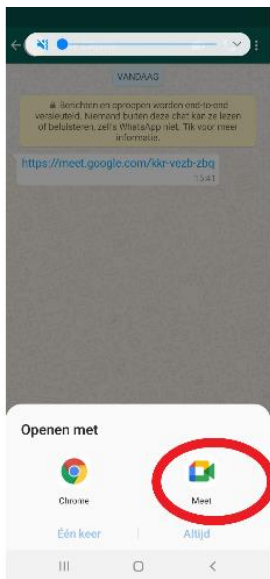 VANDAAG
Berichten en oproepen worden end-to-end
versleuteld. Niemand buiten deze chat kan ze lezen
of beluisteren, zelfs WhatsApp niet. Tik voor meer
informatie.
https://meet.google.com/kkr-vezb-zbq
15:41
Openen met
Chrome
Meet
Één keer
Altijd